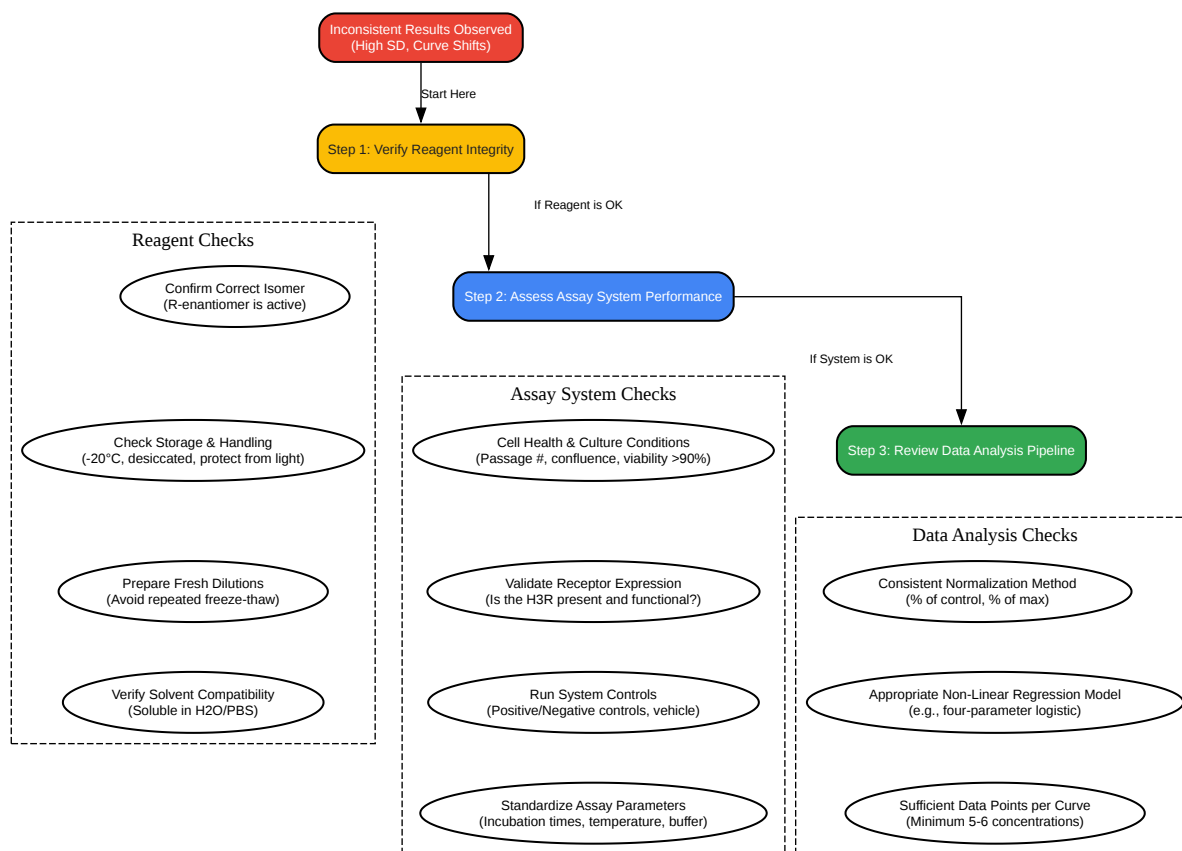 Inconsistent Results Observed
(High SD, Curve Shifts)
Start Here
Step 1: Verify Reagent Integrity
If Reagent is OK
Reagent Checks
Confirm Correct Isomer
(R-enantiomer is active)
Step 2: Assess Assay System Performance
If System is OK
Check Storage & Handling
(-20°C, desiccated, protect from light)
Prepare Fresh Dilutions
(Avoid repeated freeze-thaw)
Verify Solvent Compatibility
(Soluble in H2O/PBS)
Assay System Checks
Cell Health & Culture Conditions
(Passage #, confluence, viability >90%)
Validate Receptor Expression
(Is the H3R present and functional?)
Run System Controls
(Positive/Negative controls, vehicle)
Standardize Assay Parameters
(Incubation times, temperature, buffer)
Step 3: Review Data Analysis Pipeline
Data Analysis Checks
Consistent Normalization Method
(% of control, % of max)
Appropriate Non-Linear Regression Model
(e.g., four-parameter logistic)
Sufficient Data Points per Curve
(Minimum 5-6 concentrations)